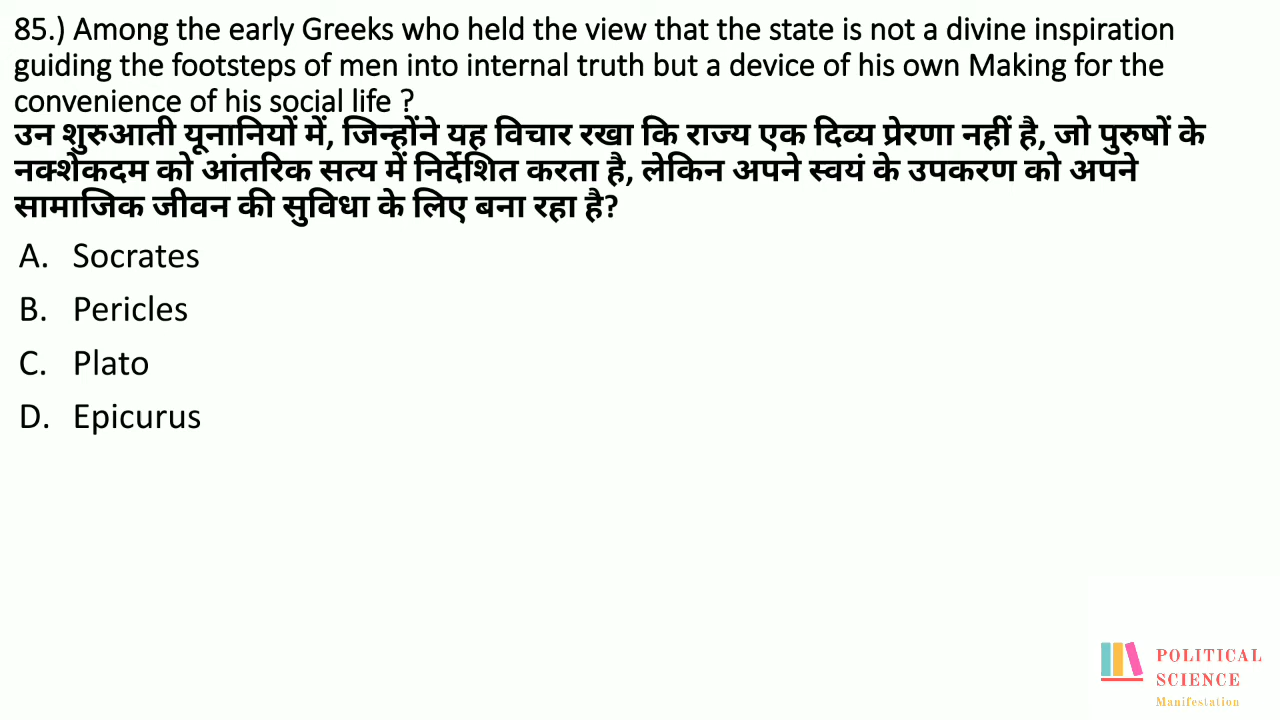 85.) Among the early Greeks who held the view that the state is not a divine inspiration
guiding the footsteps of men into internal truth but a device of his own Making for the
convenience of his social life ?
उन शुरुआती यूनानियों में, जिन्होंने यह विचार रखा कि राज्य एक दिव्य प्रेरणा नहीं है, जो पुरुषों के
नक्शेकदम को आंतरिक सत्य में निर्देशित करता है, लेकिन अपने स्वयं के उपकरण को अपने
सामाजिक जीवन की सुविधा के लिए बना रहा है?
A. Socrates
B. Pericles
C. Plato
D. Epicurus
POLITICAL
SCIENCE
Manifestation